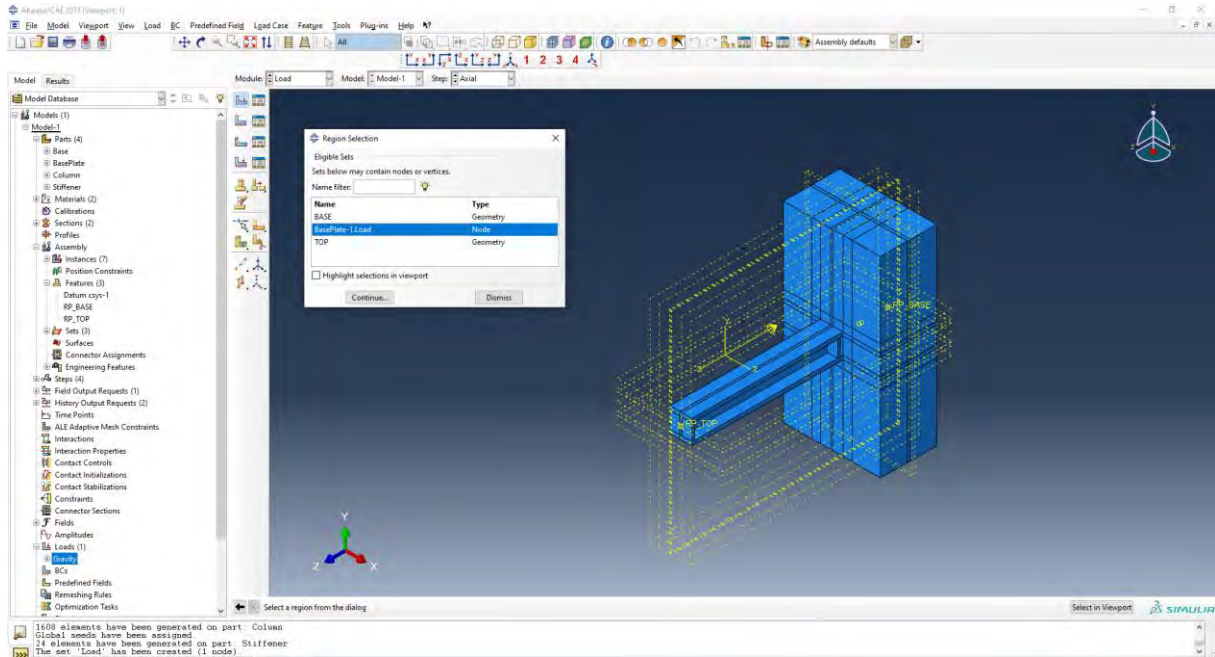 Abaqus/CAE 2017 [Viewport: 1]
File Model Viewport View Load BC Predefined Field Load Case Feature Tools Plug-ins Help
All
Assembly defaults
1 2 3 4
Model Results
Module: Load Model: Model-1 Step: Axial
Model Database
Models (1)
Model-1
Parts (4)
Base
BasePlate
Column
Stiffener
Materials (2)
Calibrations
Sections (2)
Profiles
Assembly
Instances (7)
Position Constraints
Features (3)
Datum csys-1
RP_BASE
RP_TOP
Sets (3)
Surfaces
Connector Assignments
Engineering Features
Steps (4)
Field Output Requests (1)
History Output Requests (2)
Time Points
ALE Adaptive Mesh Constraints
Interactions
Interaction Properties
Contact Controls
Contact Initializations
Contact Stabilizations
Constraints
Connector Sections
Fields
Amplitudes
Loads (1)
Gravity
BCs
Predefined Fields
Remeshing Rules
Optimization Tasks
Region Selection
Eligible Sets
Sets below may contain nodes or vertices.
Name filter:
Name Type
BASE Geometry
BasePlate-1.Load Node
TOP Geometry
Highlight selections in viewport
Continue... Dismiss
RP_BASE
RP_TOP
Y
Z X
Y
Z X
Select a region from the dialog
Select in Viewport
SIMULIA
1608 elements have been generated on part: Column
Global seeds have been assigned.
24 elements have been generated on part: Stiffener
The set 'Load' has been created (1 node).